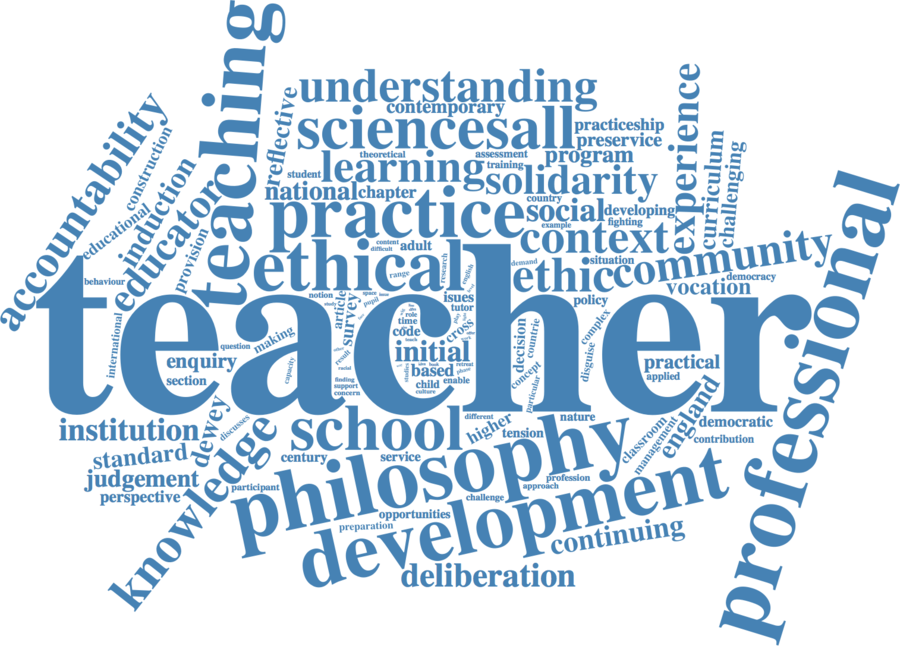 teaching
understanding
contemporary
sciencesall
practiceship
preservice
program
experience
accountability
construction
reflective
theoretical
assessment
training
learning
student
solidarity
curriculum
challenging
induction
national
chapter
country
educational
educator
provision
practice
social
developing
example
fighting
context
professional
content
difficult
adult
ethical
range
research
english
demand
ethic
situation
community
democracy
vocation
behaviour
teacher
notion
space
study
pupil
article
survey
isues
tutor
policy
role
time
code
cross
complex
international
question
making
enquiry
section
capacity
result
racial
initial
based
child
culture
enable
retreat
phrase
finding
support
concern
decision
countrie
concept
particular
disguise
practical
applied
institution
dewey
discusses
school
different
higher
tension
nature
classroom
management
england
democratic
contribution
standard
judgement
perspective
knowledge
century
service
participant
philosophy
profession
approach
challenge
opportunities
preparation
development
continuing
deliberation